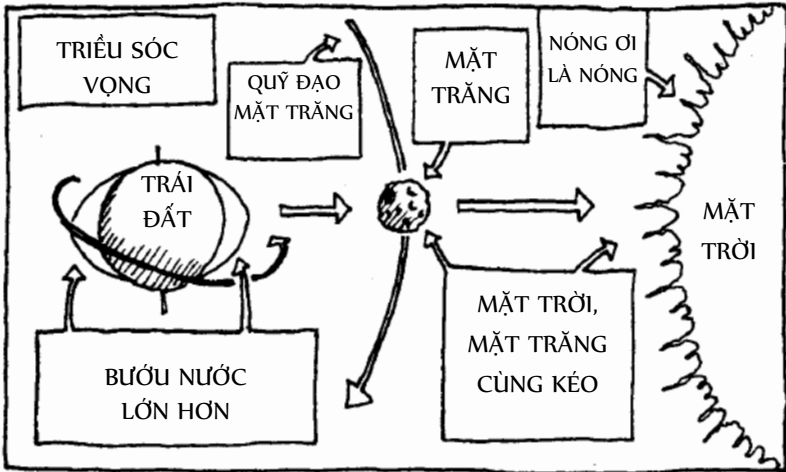 TRIỀU SÓC
VỌNG
QUỸ ĐẠO
MẶT TRĂNG
MẶT
TRĂNG
NÓNG ƠI
LÀ NÓNG
TRÁI
ĐẤT
MẶT
TRỜI
BƯỚU NƯỚC
LỚN HƠN
MẶT TRỜI,
MẶT TRĂNG
CÙNG KÉO